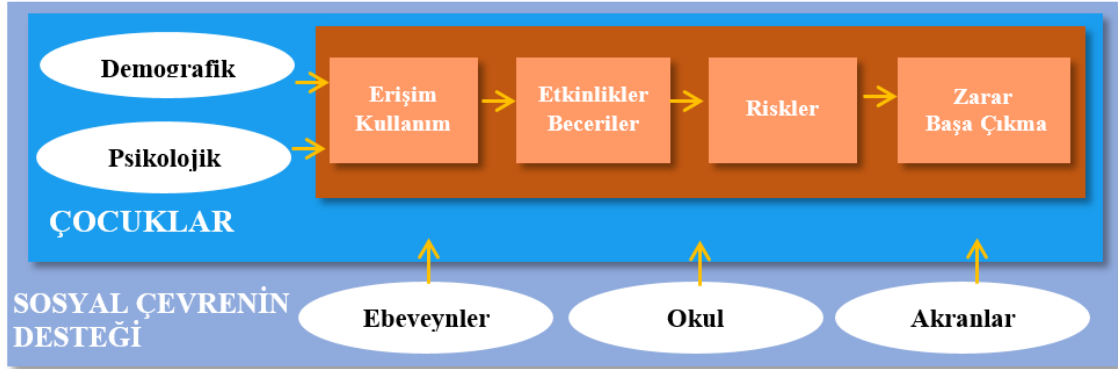 Demografik
Psikolojik
Erişim
Kullanım
Etkinlikler
Beceriler
Riskler
Zarar
Başa Çıkma
ÇOCUKLAR
SOSYAL ÇEVRENİN
DESTEĞİ
Ebeveynler
Okul
Akranlar